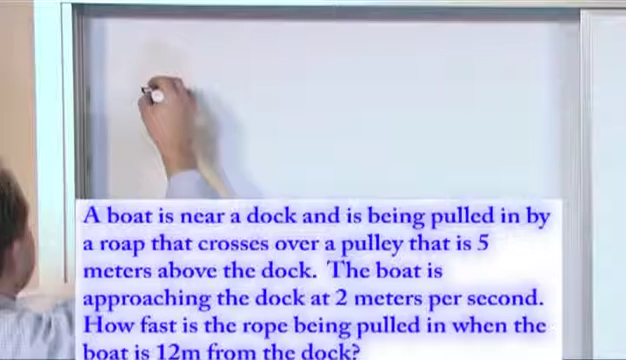 A boat is near a dock and is being pulled in by
a roap that crosses over a pulley that is 5
meters above the dock. The boat is
approaching the dock at 2 meters per second.
How fast is the rope being pulled in when the
boat is 12m from the dock?